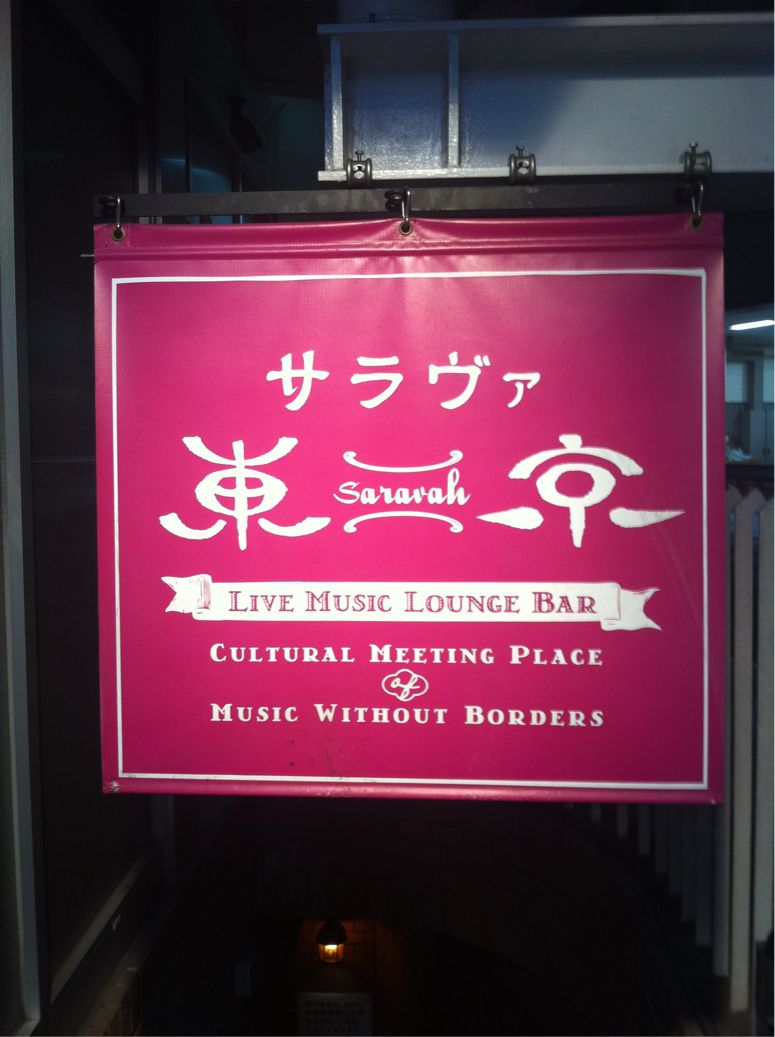 サラヴァ
東 Saravah 京
LIVE MUSIC LOUNGE BAR
CULTURAL MEETING PLACE
of
MUSIC WITHOUT BORDERS